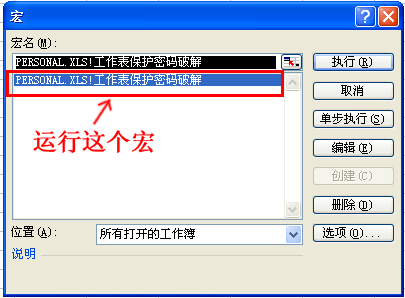 宏
宏名(M):
PERSONAL.XLS!工作表保护密码破解
PERSONAL.XLS!工作表保护密码破解
运行这个宏
执行(R)
取消
单步执行(S)
编辑(E)
创建(C)
删除(D)
选项(O)...
位置(A):
所有打开的工作簿
说明